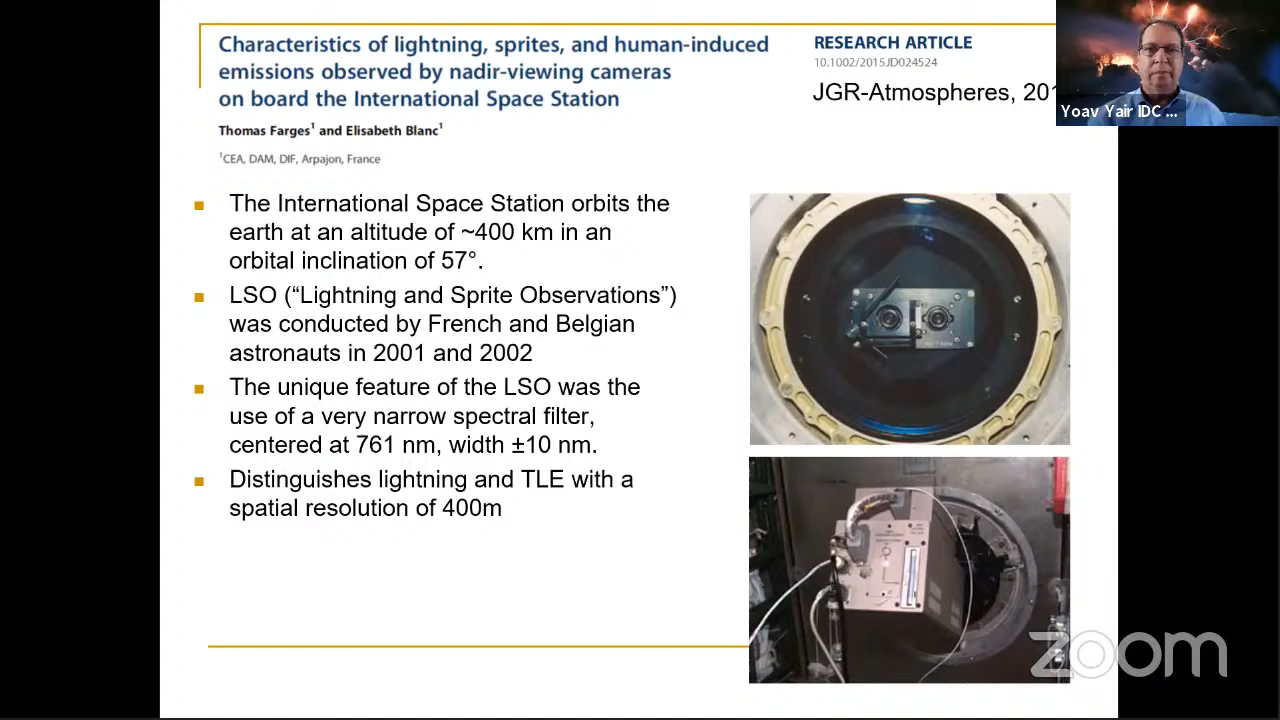 Characteristics of lightning, sprites, and human-induced
emissions observed by nadir-viewing cameras
on board the International Space Station
Thomas Farges¹ and Elisabeth Blanc¹
¹CEA, DAM, DIF, Arpajon, France
RESEARCH ARTICLE
10.1002/2015JD024524
JGR-Atmospheres,
Yoav Yair IDC ...
The International Space Station orbits the
earth at an altitude of ~400 km in an
orbital inclination of 57°.
LSO (“Lightning and Sprite Observations”)
was conducted by French and Belgian
astronauts in 2001 and 2002
The unique feature of the LSO was the
use of a very narrow spectral filter,
centered at 761 nm, width ±10 nm.
Distinguishes lightning and TLE with a
spatial resolution of 400m
zoom